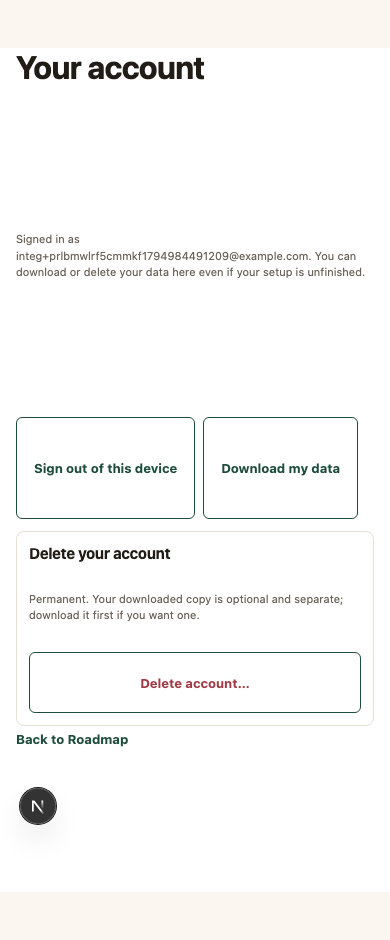 Your account
Signed in as
integ+prlbmwlrf5cmmkf1794984491209@example.com. You can
download or delete your data here even if your setup is unfinished.
Sign out of this device
Download my data
Delete your account
Permanent. Your downloaded copy is optional and separate;
download it first if you want one.
Delete account...
Back to Roadmap
N